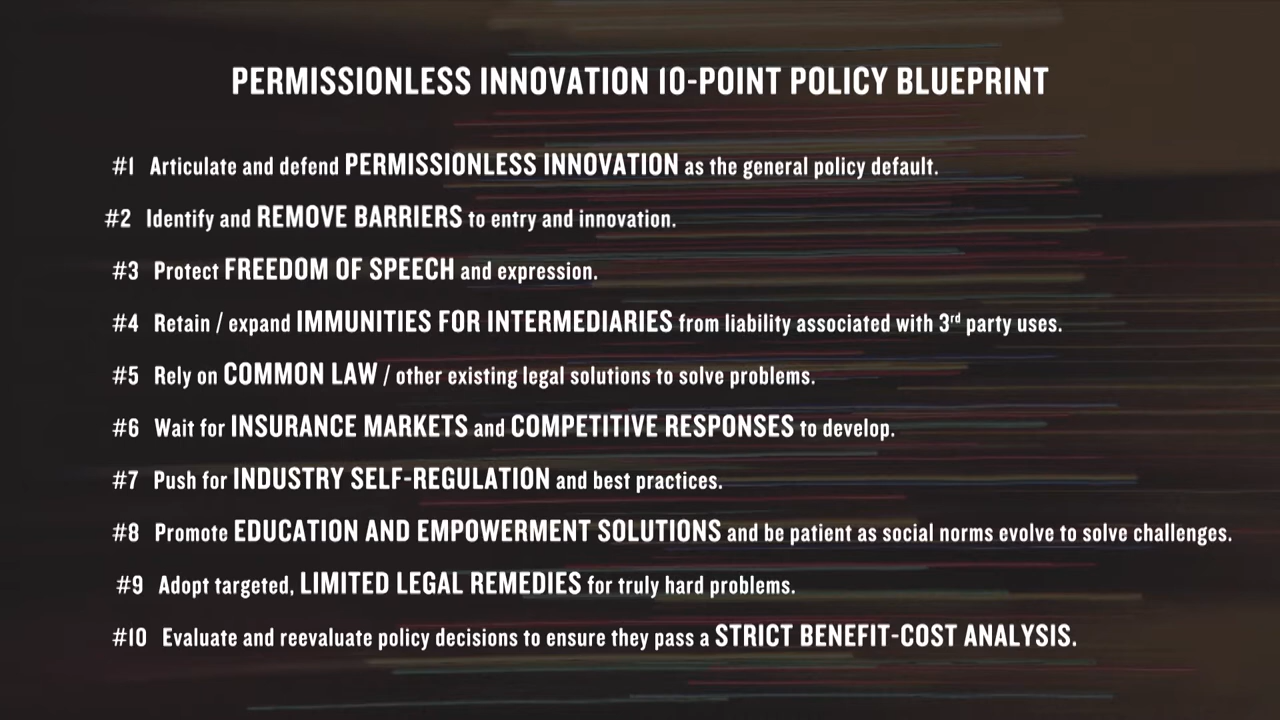 PERMISSIONLESS INNOVATION 10-POINT POLICY BLUEPRINT
#1 Articulate and defend PERMISSIONLESS INNOVATION as the general policy default.
#2 Identify and REMOVE BARRIERS to entry and innovation.
#3 Protect FREEDOM OF SPEECH and expression.
#4 Retain / expand IMMUNITIES FOR INTERMEDIARIES from liability associated with 3rd party uses.
#5 Rely on COMMON LAW / other existing legal solutions to solve problems.
#6 Wait for INSURANCE MARKETS and COMPETITIVE RESPONSES to develop.
#7 Push for INDUSTRY SELF-REGULATION and best practices.
#8 Promote EDUCATION AND EMPOWERMENT SOLUTIONS and be patient as social norms evolve to solve challenges.
#9 Adopt targeted, LIMITED LEGAL REMEDIES for truly hard problems.
#10 Evaluate and reevaluate policy decisions to ensure they pass a STRICT BENEFIT-COST ANALYSIS.